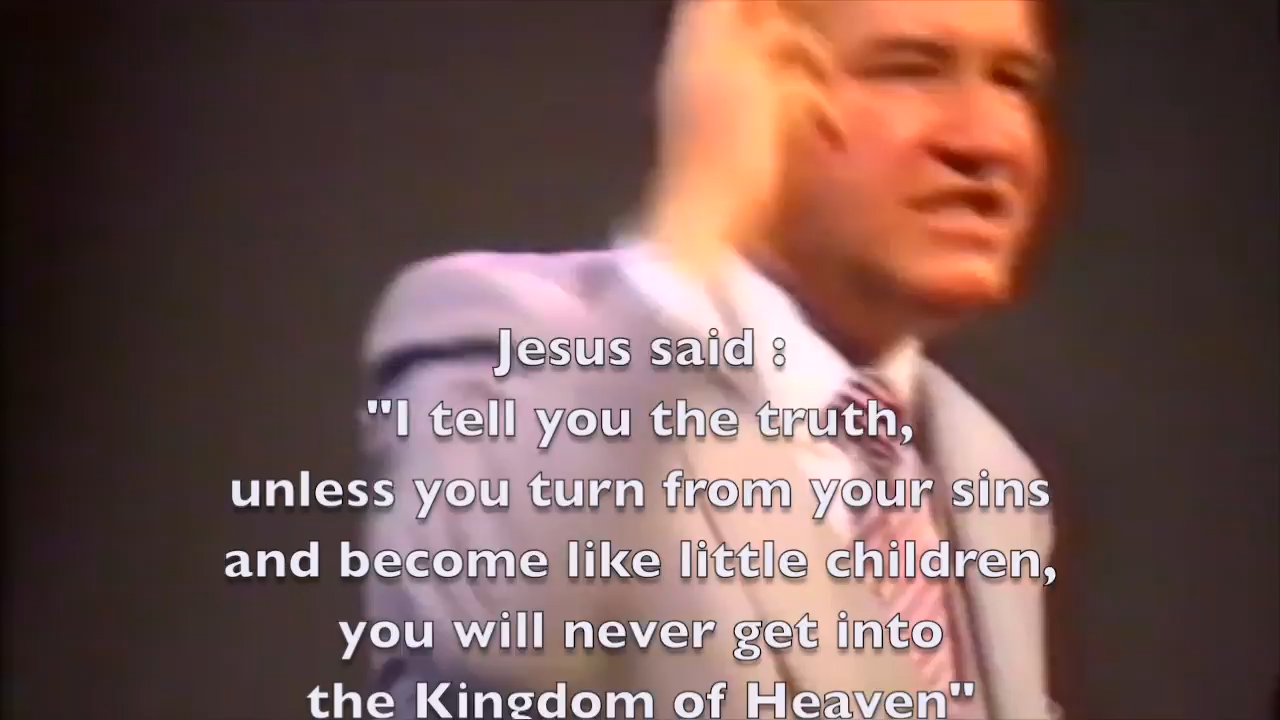 Jesus said :
"I tell you the truth,
unless you turn from your sins
and become like little children,
you will never get into
the Kingdom of Heaven"